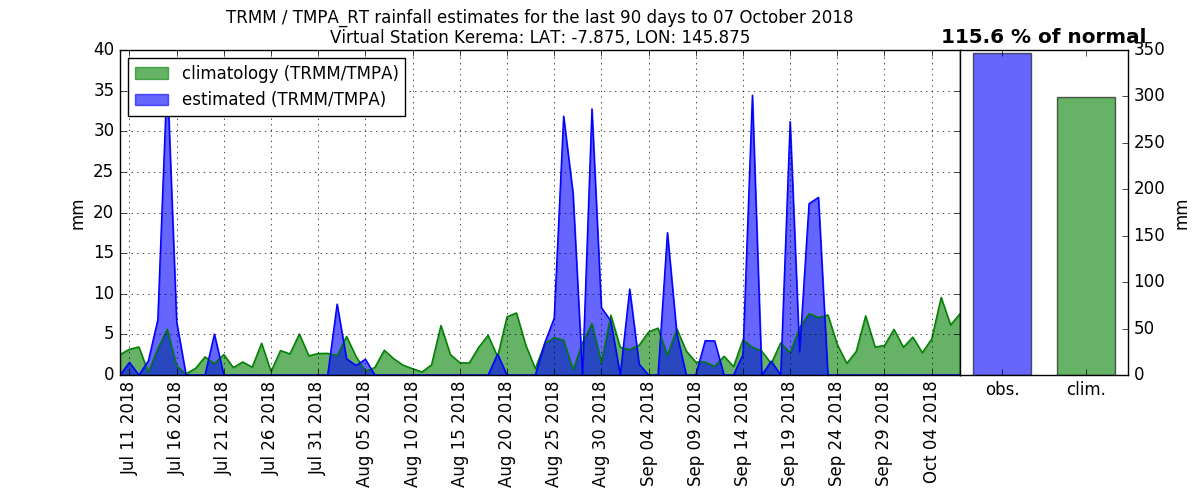 TRMM / TMPA_RT rainfall estimates for the last 90 days to 07 October 2018
Virtual Station Kerema: LAT: -7.875, LON: 145.875
115.6 % of normal
climatology (TRMM/TMPA)
estimated (TRMM/TMPA)
mm
40
35
30
25
20
15
10
5
0
Jul 11 2018
Jul 16 2018
Jul 21 2018
Jul 26 2018
Jul 31 2018
Aug 05 2018
Aug 10 2018
Aug 15 2018
Aug 20 2018
Aug 25 2018
Aug 30 2018
Sep 04 2018
Sep 09 2018
Sep 14 2018
Sep 19 2018
Sep 24 2018
Sep 29 2018
Oct 04 2018
obs.
clim.
350
300
250
200
150
100
50
0
mm